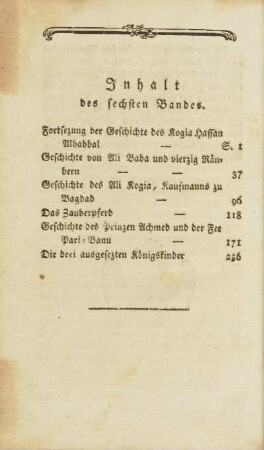 Inhalt
des sechsten Bandes.
Fortsezung der Geschichte des Kogia Hassan
Alhabbal — S. 1
Geschichte von Ali Baba und vierzig Räu-
bern — — 37
Geschichte des Ali Kogia, Kaufmanns zu
Bagdad — — 96
Das Zauberpferd — 118
Geschichte des Prinzen Achmed und der Fee
Pari-Banu — — 171
Die drei ausgesezten Königskinder 256